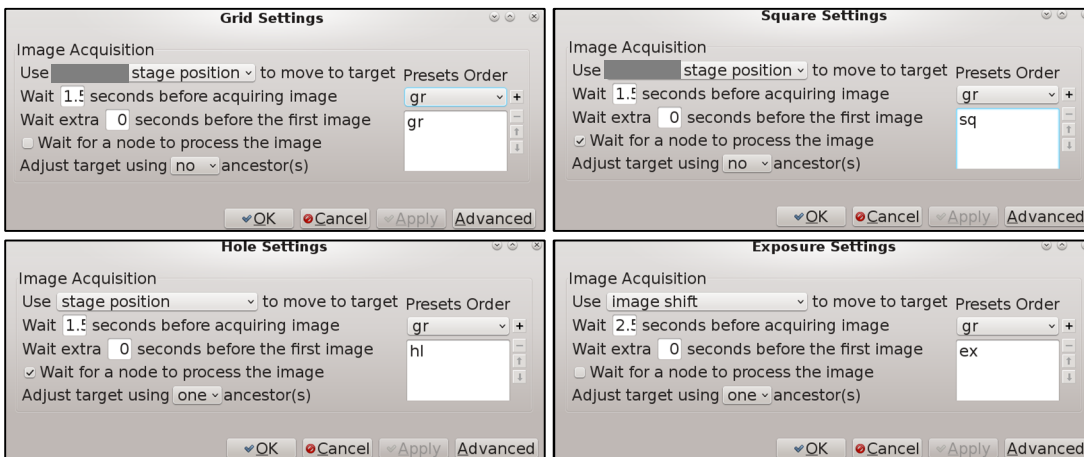 Grid Settings
Image Acquisition
Use stage position to move to target
Presets Order
Wait 1.5 seconds before acquiring image
gr
Wait extra 0 seconds before the first image
gr
Wait for a node to process the image
Adjust target using no ancestor(s)
OK Cancel Apply Advanced
Square Settings
Image Acquisition
Use stage position to move to target
Presets Order
Wait 1.5 seconds before acquiring image
gr
Wait extra 0 seconds before the first image
sq
Wait for a node to process the image
Adjust target using no ancestor(s)
OK Cancel Apply Advanced
Hole Settings
Image Acquisition
Use stage position to move to target
Presets Order
Wait 1.5 seconds before acquiring image
gr
Wait extra 0 seconds before the first image
hl
Wait for a node to process the image
Adjust target using one ancestor(s)
OK Cancel Apply Advanced
Exposure Settings
Image Acquisition
Use image shift to move to target
Presets Order
Wait 2.5 seconds before acquiring image
gr
Wait extra 0 seconds before the first image
ex
Wait for a node to process the image
Adjust target using one ancestor(s)
OK Cancel Apply Advanced